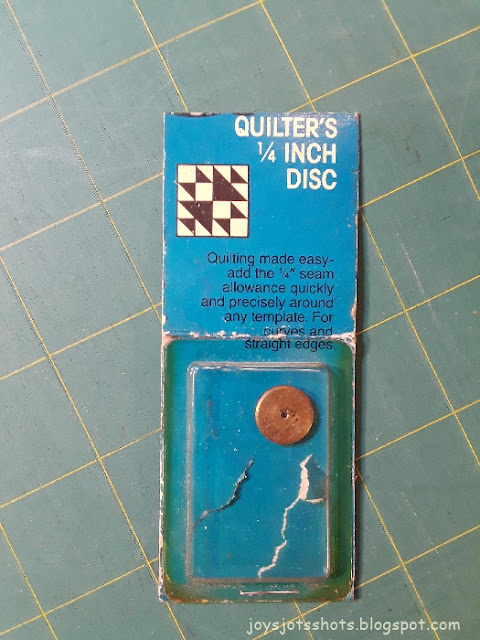 QUILTER'S
¼ INCH
DISC
Quilting made easy-
add the ¼" seam
allowance quickly
and precisely around
any template. For
curves and
straight edges.
joysjotsshots.blogspot.com